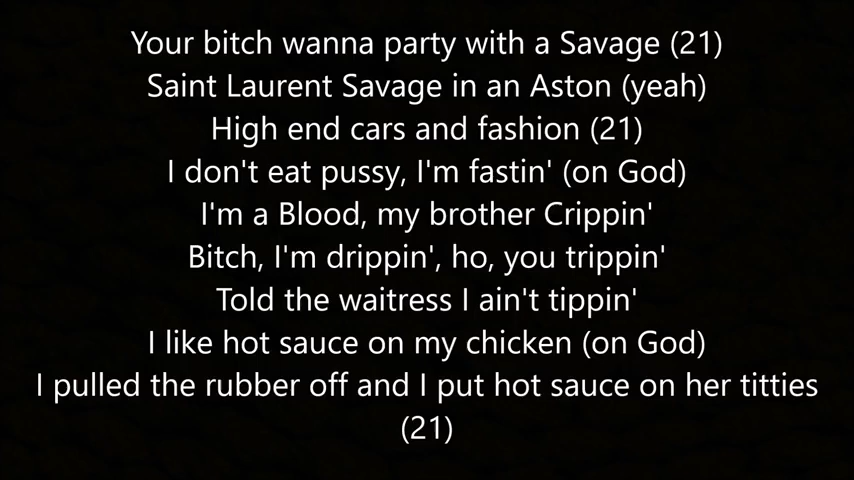 Your bitch wanna party with a Savage (21)
Saint Laurent Savage in an Aston (yeah)
High end cars and fashion (21)
I don't eat pussy, I'm fastin' (on God)
I'm a Blood, my brother Crippin'
Bitch, I'm drippin', ho, you trippin'
Told the waitress I ain't tippin'
I like hot sauce on my chicken (on God)
I pulled the rubber off and I put hot sauce on her titties
(21)